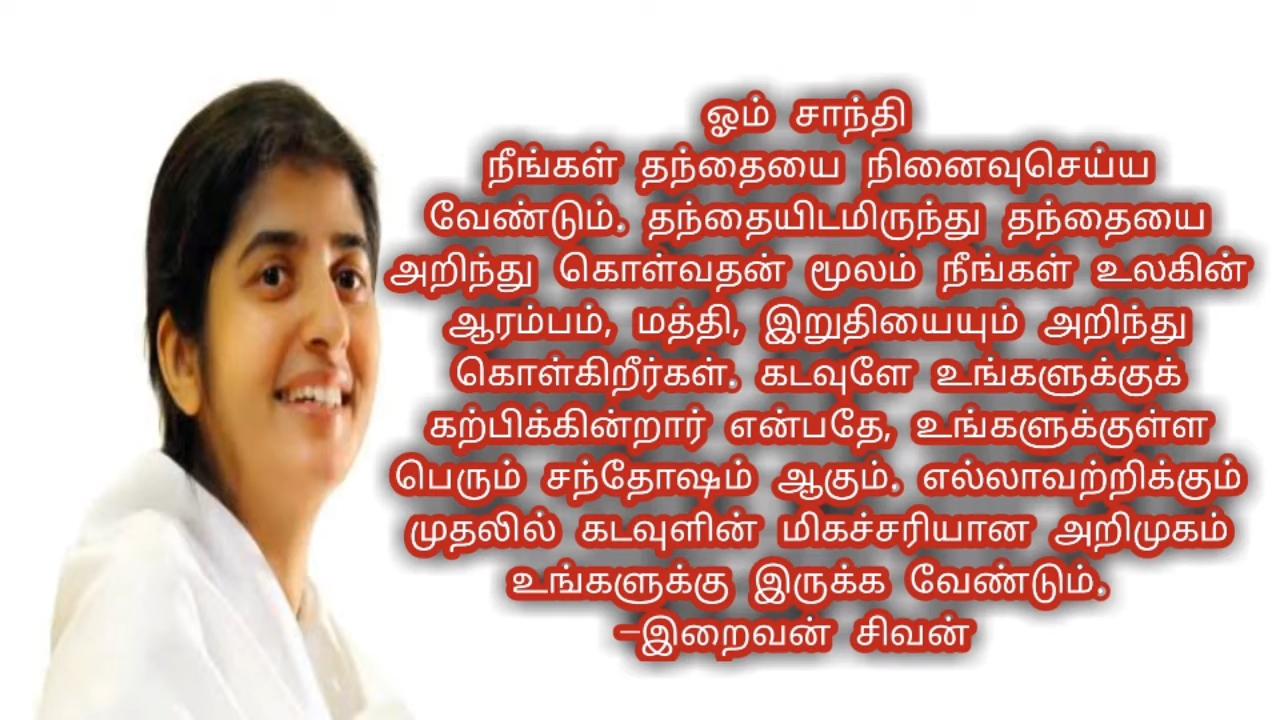 ஓம் சாந்தி
நீங்கள் தந்தையை நினைவுசெய்ய
வேண்டும். தந்தையிடமிருந்து தந்தையை
அறிந்து கொள்வதன் மூலம் நீங்கள் உலகின்
ஆரம்பம், மத்தி, இறுதியையும் அறிந்து
கொள்கிறீர்கள். கடவுளே உங்களுக்குக்
கற்பிக்கின்றார் என்பதே, உங்களுக்குள்ள
பெரும் சந்தோஷம் ஆகும். எல்லாவற்றிக்கும்
முதலில் கடவுளின் மிகச்சரியான அறிமுகம்
உங்களுக்கு இருக்க வேண்டும்.
-இறைவன் சிவன்